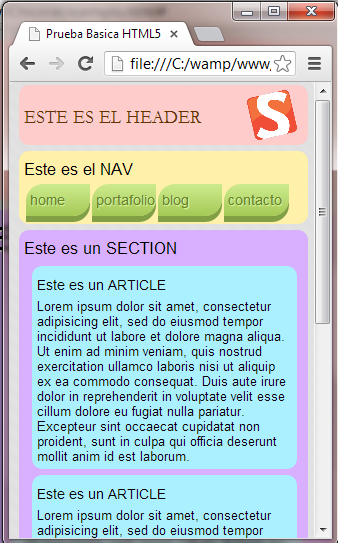 Prueba Basica HTML5
file:///C:/wamp/www,
ESTE ES EL HEADER
S
Este es el NAV
home portafolio blog contacto
Este es un SECTION
Este es un ARTICLE
Lorem ipsum dolor sit amet, consectetur
adipisicing elit, sed do eiusmod tempor
incididunt ut labore et dolore magna aliqua.
Ut enim ad minim veniam, quis nostrud
exercitation ullamco laboris nisi ut aliquip
ex ea commodo consequat. Duis aute irure
dolor in reprehenderit in voluptate velit esse
cillum dolore eu fugiat nulla pariatur.
Excepteur sint occaecat cupidatat non
proident, sunt in culpa qui officia deserunt
mollit anim id est laborum.
Este es un ARTICLE
Lorem ipsum dolor sit amet, consectetur
adipisicing elit, sed do eiusmod tempor